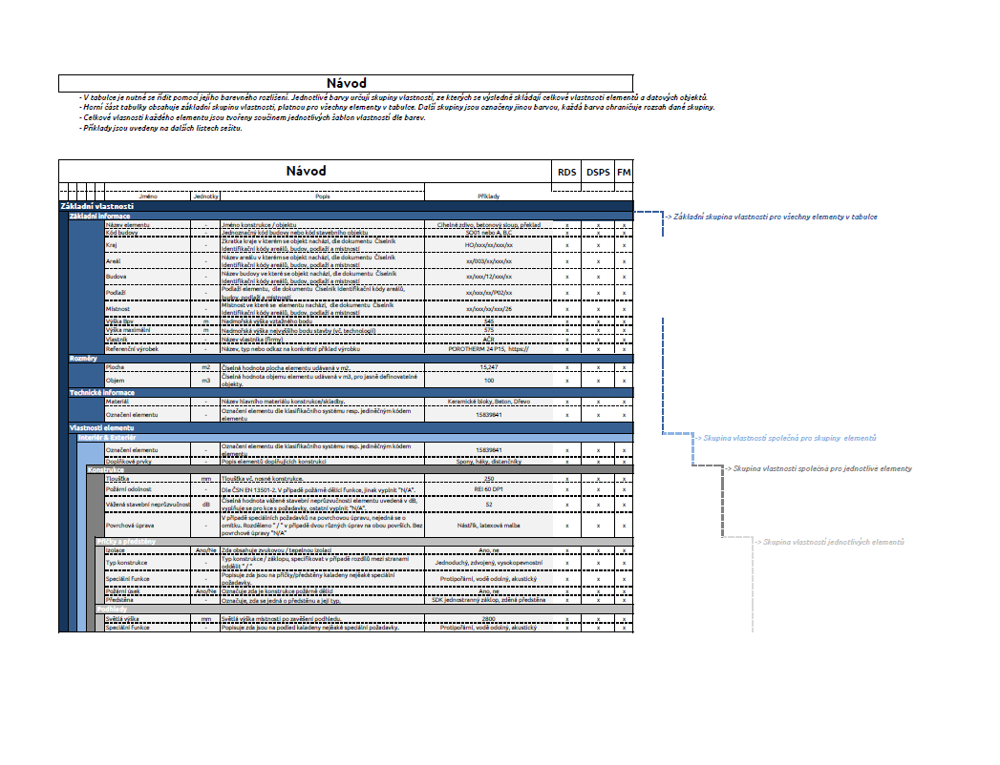 Návod
- V tabulce je nutné se řídit pomocí jejího barevného rozlišení. Jednotlivé barvy určují skupiny vlastností, ze kterých se výsledně skládají celkové vlastnsoti elementů a datových objektů.
- Horní část tabulky obsahuje základní skupinu vlastností, platnou pro všechny elementy v tabulce. Další skupiny jsou označeny jinou barvou, každá barva ohraničuje rozsah dané skupiny.
- Celkové vlasnosti každého elementu jsou tvořeny součinem jednotlivých šablon vlastností dle barev.
- Příklady jsou uvedeny na dalších listech sešitu.
Návod RDS DSPS FM
Jméno Jednotky Popis Příklady
Základní vlastnosti
Základní informace
-> Základní skupina vlastností pro všechny elementy v tabulce
Název elementu - Jméno konstrukce / objektu Cihelné zdivo, betonový sloup, překlad x x x
Kód budovy - Jednoznačný kód budovy nebo kód stavebního objektu SO01 nebo A, B,C x x x
Kraj - Zkratka kraje v kterém se objekt nachází, dle dokumentu Číselník HO/xxx/xx/xxx/xx x x x
Identifikační kódy areálů, budov, podlaží a místností
Areál - Název areálu v kterém se objekt nachází, dle dokumentu Číselník xx/003/xx/xxx/xx x x x
Identifikační kódy areálů, budov, podlaží a místností
Budova - Název budovy ve které se objekt nachází, dle dokumentu Číselník xx/xxx/12/xxx/xx x x x
Identifikační kódy areálů, budov, podlaží a místností
Podlaží - Podlaží elementu, dle dokumentu Číselník Identifikační kódy areálů, xx/xxx/xx/P02/xx x x x
budov, podlaží a místností
Místnost - Místnost ve které se elementu nachází, dle dokumentu Číselník xx/xxx/xx/xxx/26 x x x
Identifikační kódy areálů, budov, podlaží a místností
Výška Bpv m Nadmořská výška vztažného bodu 545 x x x
Výška maximální m Nadmořská výška nejvyššího bodu stavby (vč. technologií) 575 x x x
Vlastník - Název vlastníka (firmy) AČR x x x
Referenční výrobek - Název, typ nebo odkaz na konkrétní příklad výrobku POROTHERM 24 P15, https:// x x x
Rozměry
Plocha m2 Číselná hodnota plocha elementu udávaná v m2. 15,247 x x x
Objem m3 Číselná hodnota objemu elementu udávaná v m3, pro jasně definovatelné 100 x x x
objekty.
Technické informace
Materiál - Název hlavního materiálu konstrukce/skladby. Keramické bloky, Beton, Dřevo x x x
Označení elementu - Označení elementu dle klasifikačního systému resp. jediněčným kódem 15839841 x x x
elementu
Vlastnosti elementu
Interiér & Exteriér
-> Skupina vlastností společná pro skupiny elementů
Označení elementu - Označení elementu dle klasifikačního systému resp. jediněčným kódem 15839841 x x x
elementu
Doplňkové prvky - Popis elementů doplňujících konstrukci Spony, háky, distančníky x x x
Konstrukce
-> Skupina vlastností společná pro jednotlivé elementy
Tloušťka mm Tloušťka vč. nosné konstrukce. 250 x x x
Požární odolnost - Dle ČSN EN 13501-2. V případě požárně dělící funkce, jinak vyplnit "N/A". REI 60 DP1 x x x
Vážená stavební neprůzvučnost dB Číselná hodnota vážené stavební neprůzvučnosti elementu uvedená v dB, 52 x x x
vyplňuje se pro kce s požadavky, ostatní vyplnit "N/A".
Povrchová úprava - V případě speciálních požadavků na povrchovou úpravu, nejedná se o Nástřik, latexová malba x x x
omítku. Rozděleno " / " v případě dvou různých úprav na obou površích. Bez
povrchové úpravy "N/A"
Příčky a předstěny
-> Skupina vlastností jednotlivých elementů
Izolace Ano/Ne Zda obsahuje zvukovou / tepelnou izolaci Ano, ne x x x
Typ konstrukce - Typ konstrukce / záklopu, specifikovat v případě rozdílů mezi stranami Jednoduchý, zdvojený, vysokopevnostní x x x
oddělit " / "
Speciální funkce - Popisuje zda jsou na příčky/předstěny kaladeny nejěaké speciální Protipořární, vodě odolný, akustický x x x
požadavky.
Požární úsek Ano/Ne Označuje zda je konstrukce požárně dělící Ano, ne x x x
Předstěna - Označuje, zda se jedná o předstěnu a její typ, SDK jednostranný záklop, zděná předstěna x x x
Podhledy
Světlá výška mm Světlá výška místností po zavěšení podhledu. 2800 x x x
Speciální funkce - Popisuje zda jsou na podled kaladeny nejěaké speciální požadavky. Protipořární, vodě odolný, akustický x x x